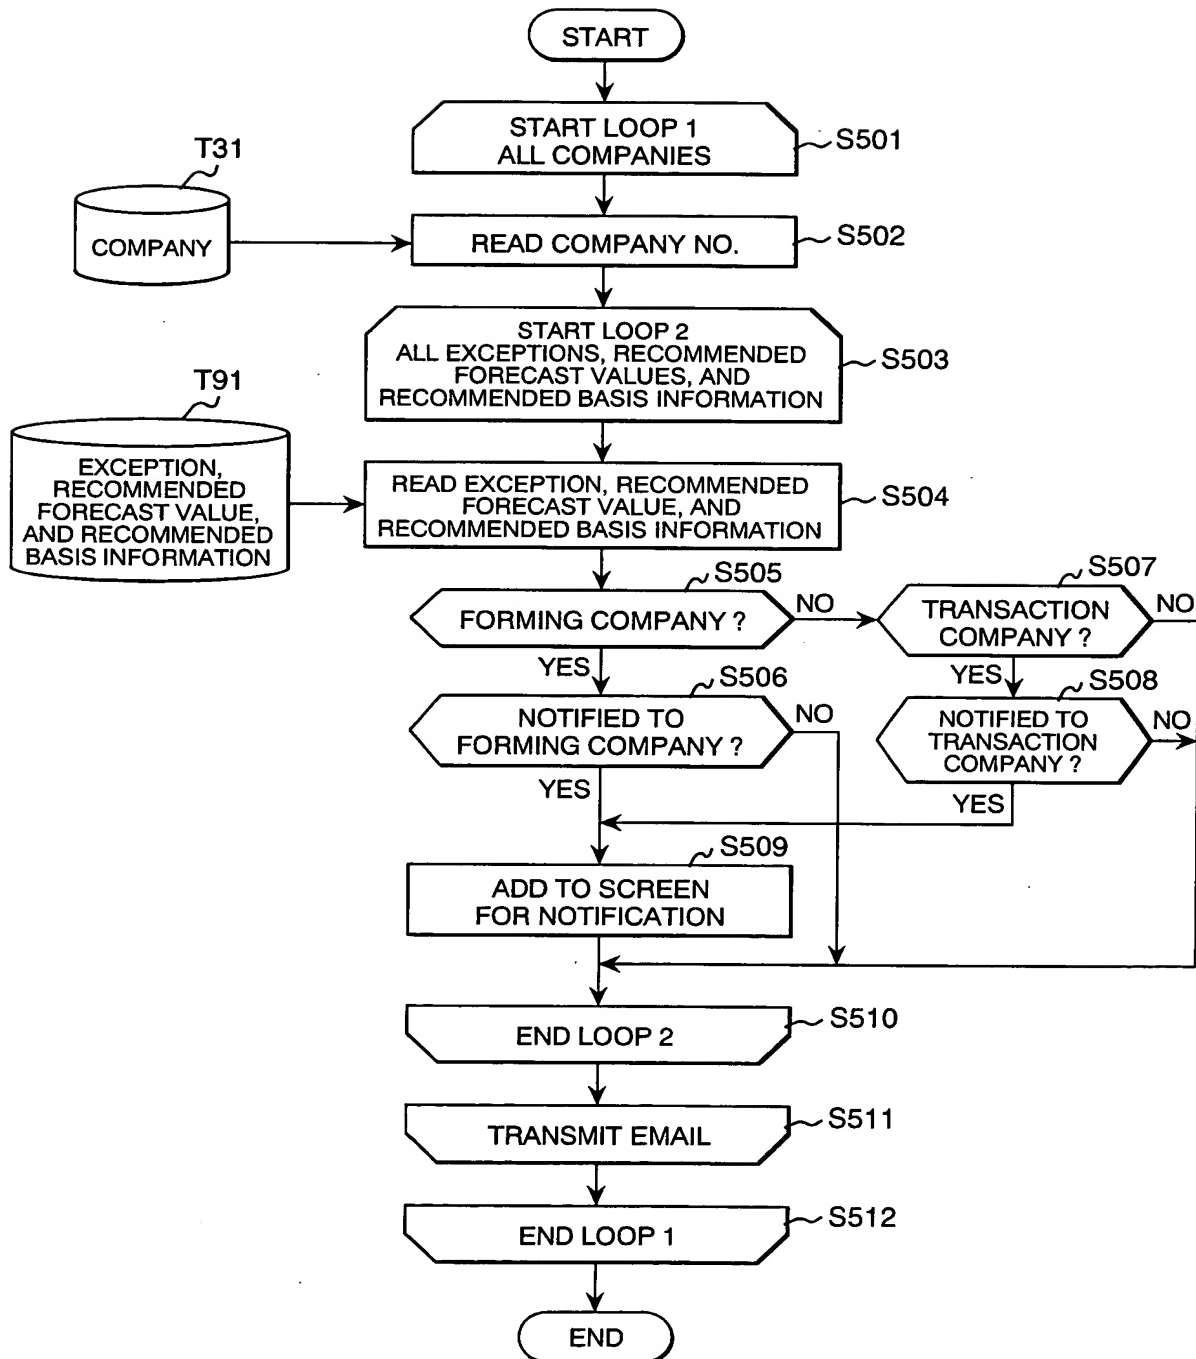 START
START LOOP 1
ALL COMPANIES
S501
T31
COMPANY
READ COMPANY NO.
S502
START LOOP 2
ALL EXCEPTIONS, RECOMMENDED
FORECAST VALUES, AND
RECOMMENDED BASIS INFORMATION
S503
T91
EXCEPTION,
RECOMMENDED
FORECAST VALUE,
AND RECOMMENDED
BASIS INFORMATION
READ EXCEPTION, RECOMMENDED
FORECAST VALUE, AND
RECOMMENDED BASIS INFORMATION
S504
S505
FORMING COMPANY ?
NO
YES
S507
TRANSACTION
COMPANY ?
NO
YES
S506
NOTIFIED TO
FORMING COMPANY ?
NO
YES
S508
NOTIFIED TO
TRANSACTION
COMPANY ?
NO
YES
S509
ADD TO SCREEN
FOR NOTIFICATION
END LOOP 2
S510
TRANSMIT EMAIL
S511
END LOOP 1
S512
END